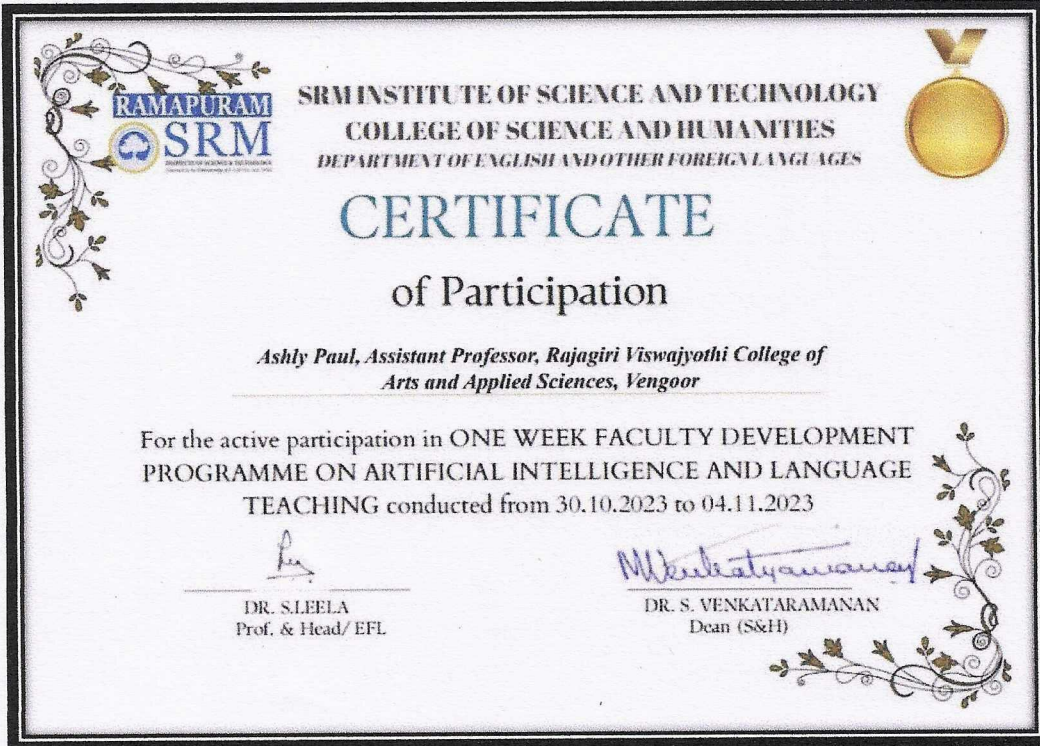 RAMAPURAM
SRM
SRM INSTITUTE OF SCIENCE AND TECHNOLOGY
COLLEGE OF SCIENCE AND HUMANITIES
DEPARTMENT OF ENGLISH AND OTHER FOREIGN LANGUAGES
CERTIFICATE
of Participation
Ashly Paul, Assistant Professor, Rajagiri Viswajyothi College of
Arts and Applied Sciences, Vengoor
For the active participation in ONE WEEK FACULTY DEVELOPMENT
PROGRAMME ON ARTIFICIAL INTELLIGENCE AND LANGUAGE
TEACHING conducted from 30.10.2023 to 04.11.2023
DR. S.LEELA
Prof. & Head/ EFL
DR. S. VENKATARAMANAN
Dean (S&H)